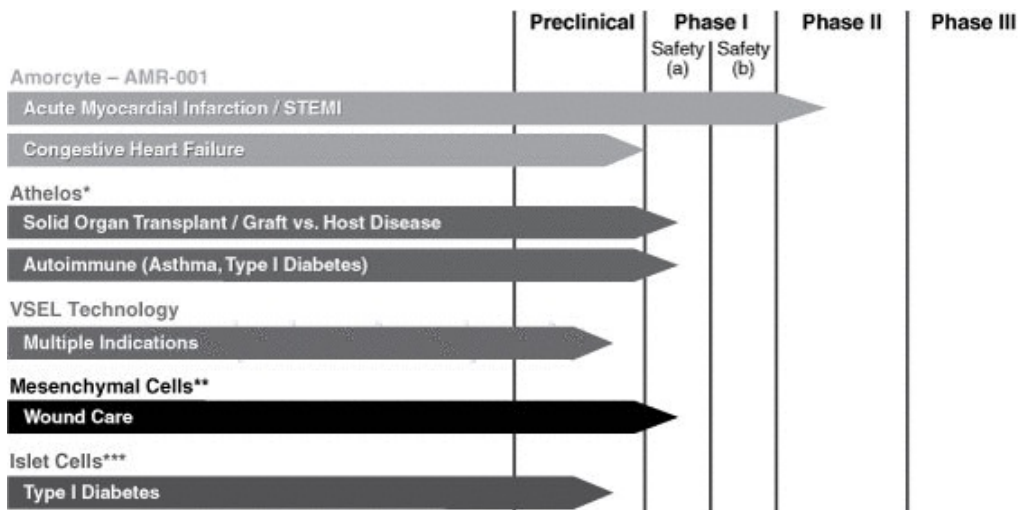 Preclinical
Phase I
Phase II
Phase III
Safety
(a)
Safety
(b)
Amorcyte – AMR-001
Acute Myocardial Infarction / STEMI
Congestive Heart Failure
Athelos*
Solid Organ Transplant / Graft vs. Host Disease
Autoimmune (Asthma, Type I Diabetes)
VSEL Technology
Multiple Indications
Mesenchymal Cells**
Wound Care
Islet Cells***
Type I Diabetes